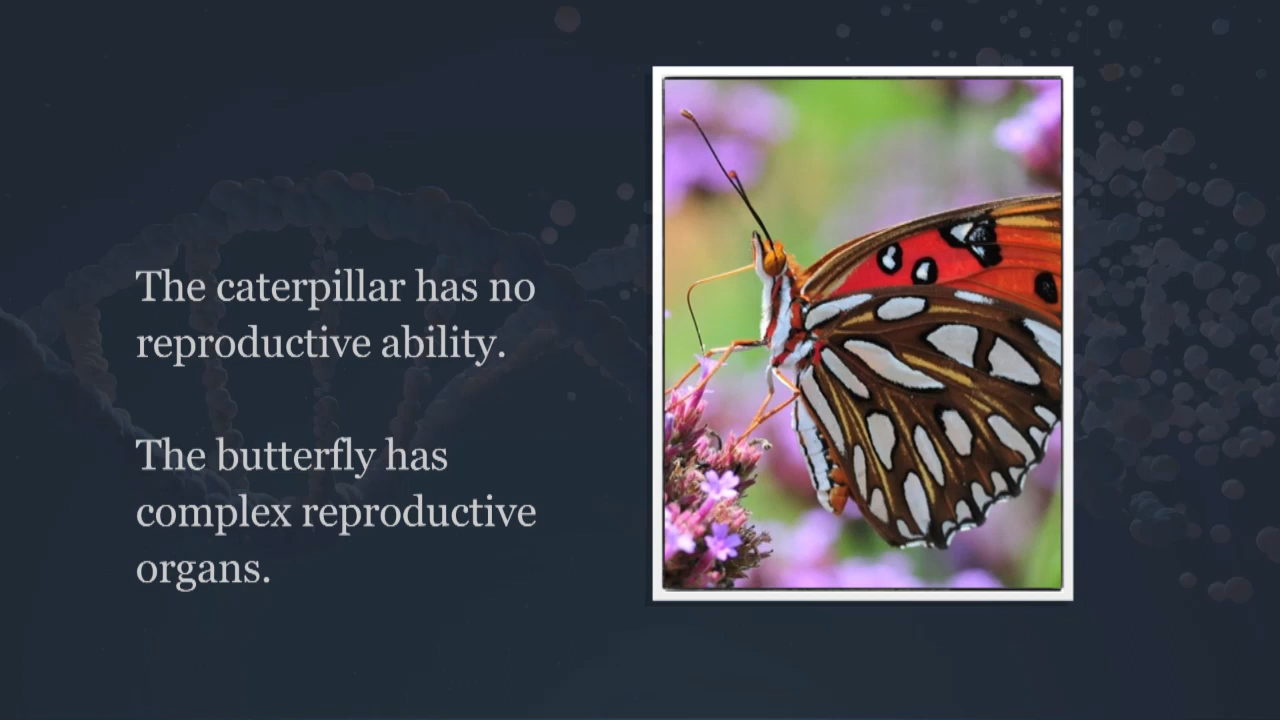 The caterpillar has no
reproductive ability.
The butterfly has
complex reproductive
organs.